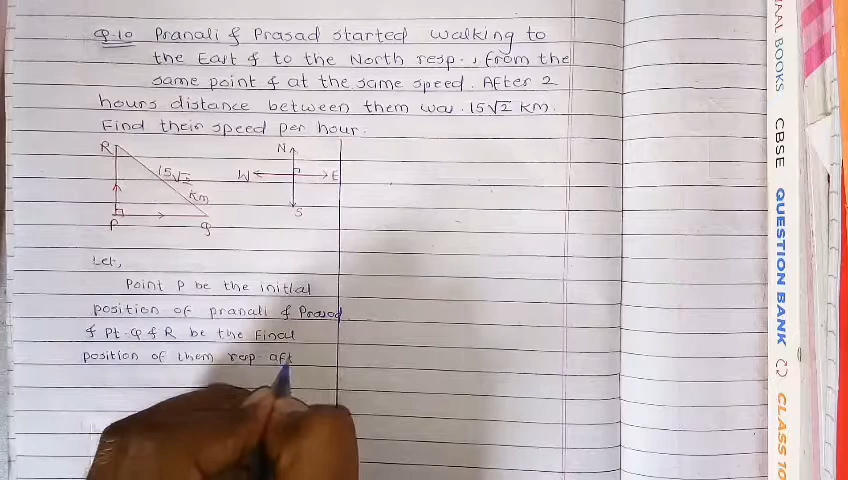 Q.10 Pranali & Prasad started walking to
the East & to the North resp., from the
same point & at the same speed. After 2
hours distance between them was 15√2 KM.
Find their speed per hour.
R
15√2
KM
P
Q
N
W
E
S
Let,
Point P be the initial
position of pranali & Prasad
& Pt. Q & R be the Final
position of them resp. aft
BOOKS
CBSE
QUESTION BANK
CLASS 10